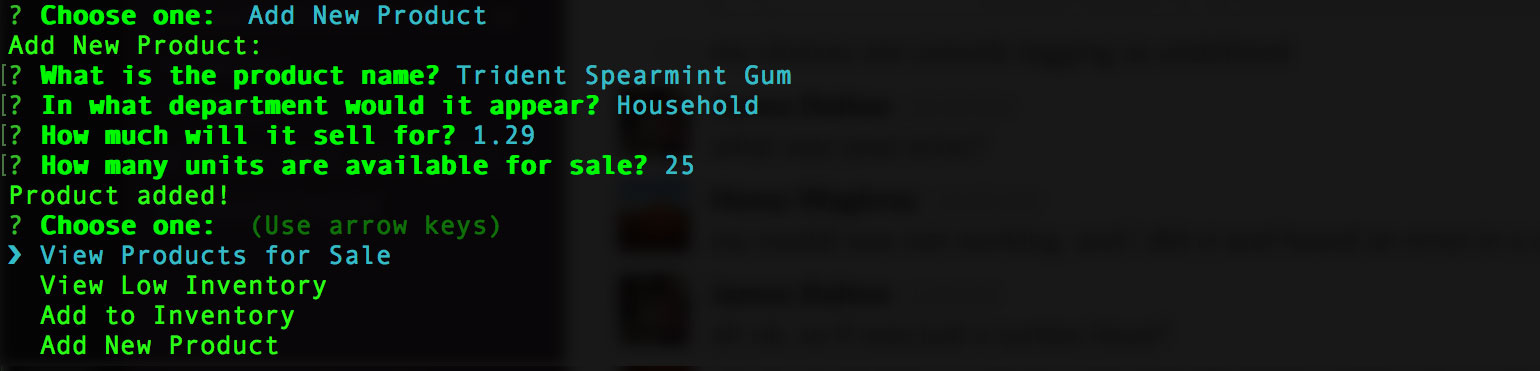 ? Choose one:  Add New Product
Add New Product:
[? What is the product name? Trident Spearmint Gum
[? In what department would it appear? Household
[? How much will it sell for? 1.29
[? How many units are available for sale? 25
Product added!
? Choose one:  (Use arrow keys)
❯ View Products for Sale
  View Low Inventory
  Add to Inventory
  Add New Product